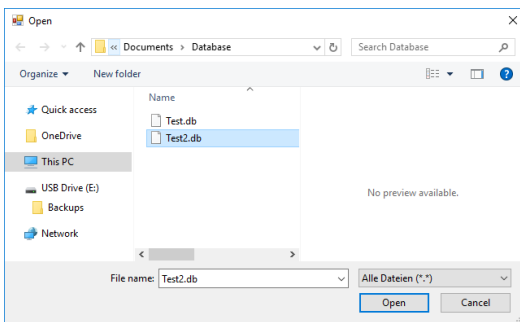 Open
« Documents > Database
Search Database
Organize
New folder
Name
Quick access
Test.db
OneDrive
Test2.db
This PC
USB Drive (E:)
No preview available.
Backups
Network
File name: Test2.db
Alle Dateien (*.*)
Open
Cancel